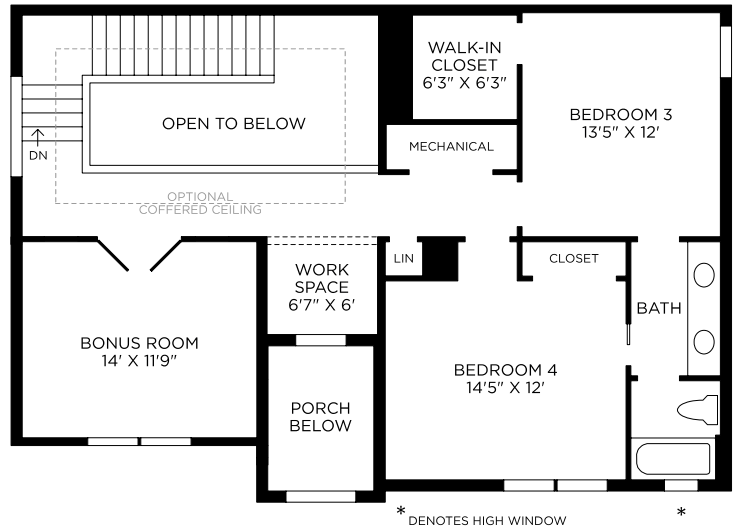 WALK-IN
CLOSET
6'3" X 6'3"
BEDROOM 3
13'5" X 12'
OPEN TO BELOW
MECHANICAL
DN
OPTIONAL
COFFERED CEILING
LIN
CLOSET
WORK
SPACE
6'7" X 6'
BATH
BONUS ROOM
14' X 11'9"
BEDROOM 4
14'5" X 12'
PORCH
BELOW
* DENOTES HIGH WINDOW
*